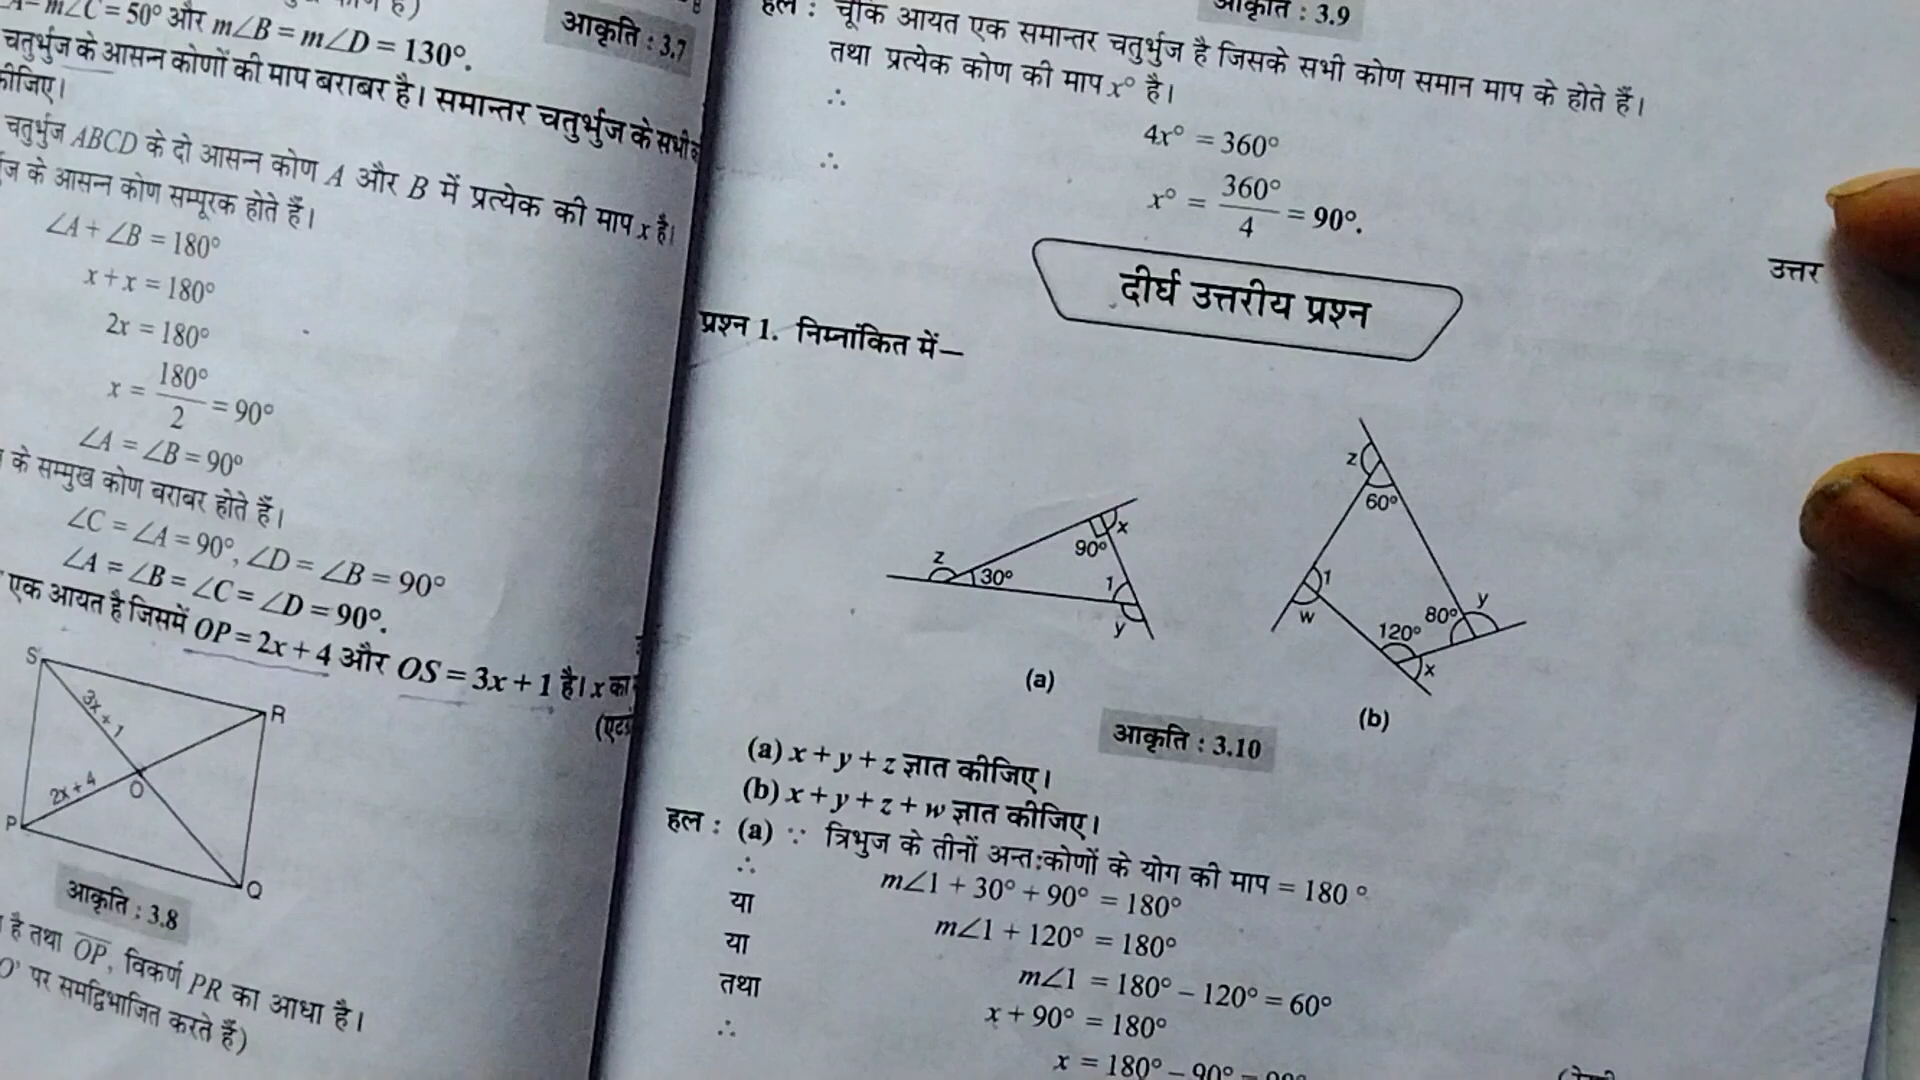 m∠C = 50° और m∠B = m∠D = 130°.
आकृति : 3.7
चतुर्भुज के आसन्न कोणों की माप बराबर है। समान्तर चतुर्भुज के सभी
कीजिए।
चतुर्भुज ABCD के दो आसन्न कोण A और B में प्रत्येक की माप x है।
के आसन्न कोण सम्पूरक होते हैं।
∠A + ∠B = 180°
x + x = 180°
2x = 180°
x = 180°/2 = 90°
∠A = ∠B = 90°
के सम्मुख कोण बराबर होते हैं।
∠C = ∠A = 90°, ∠D = ∠B = 90°
∠A = ∠B = ∠C = ∠D = 90°.
एक आयत है जिसमें OP = 2x + 4 और OS = 3x + 1 है। x का
S
R
3x + 1
2x + 4
O
P
Q
आकृति : 3.8
है तथा OP, विकर्ण PR का आधा है।
पर समद्विभाजित करते हैं)
आकृति : 3.9
हल : चूँकि आयत एक समान्तर चतुर्भुज है जिसके सभी कोण समान माप के होते हैं।
तथा प्रत्येक कोण की माप x° है।
∴ 4x° = 360°
∴ x° = 360°/4 = 90°.
उत्तर
दीर्घ उत्तरीय प्रश्न
प्रश्न 1. निम्नांकित में—
z
30°
90°
x
1
y
(a)
z
60°
1
w
120°
80°
y
x
(b)
आकृति : 3.10
(a) x + y + z ज्ञात कीजिए।
(b) x + y + z + w ज्ञात कीजिए।
हल : (a) ∵ त्रिभुज के तीनों अन्त:कोणों के योग की माप = 180°
∴ m∠1 + 30° + 90° = 180°
या m∠1 + 120° = 180°
या m∠1 = 180° – 120° = 60°
तथा x + 90° = 180°
∴ x = 180° – 90°